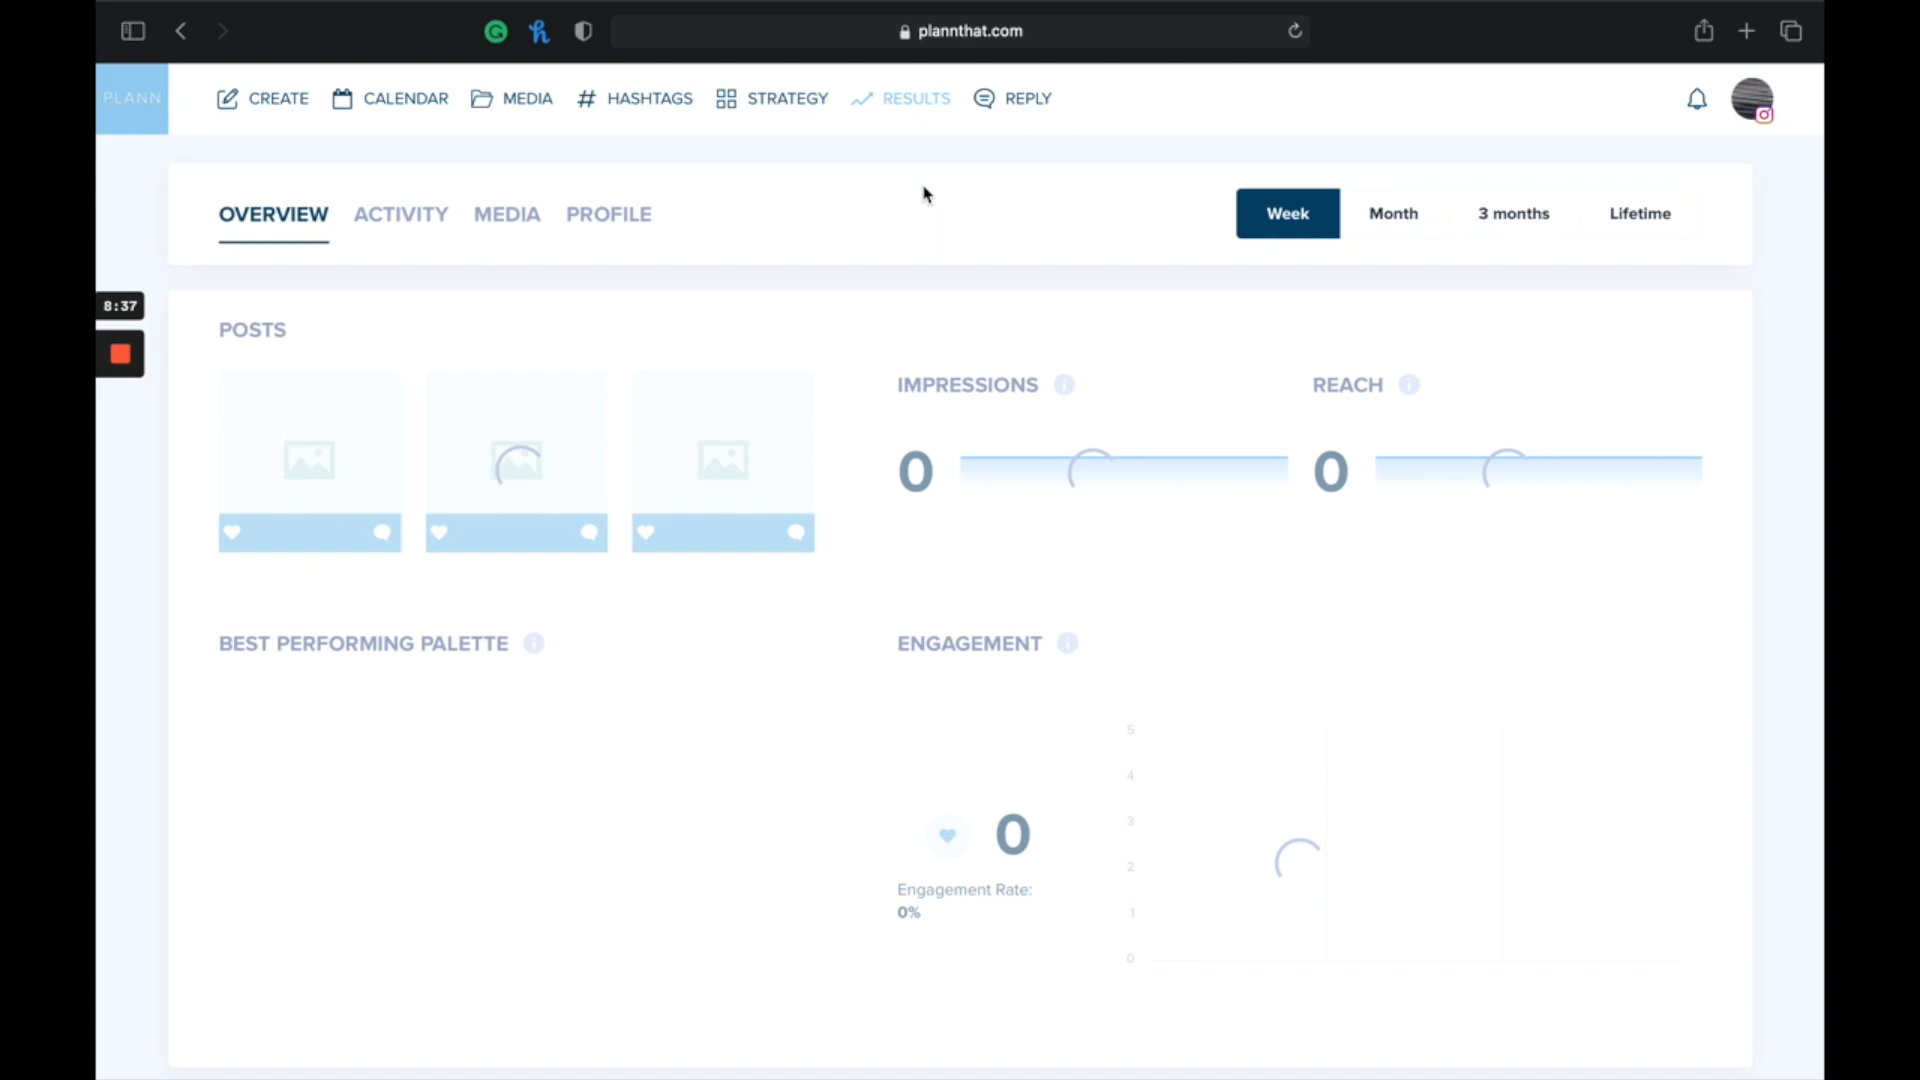 plannthat.com
PLANN
CREATE
CALENDAR
MEDIA
# HASHTAGS
STRATEGY
RESULTS
REPLY
OVERVIEW
ACTIVITY
MEDIA
PROFILE
Week
Month
3 months
Lifetime
8:37
POSTS
IMPRESSIONS i
REACH i
0
0
BEST PERFORMING PALETTE i
ENGAGEMENT i
5
4
3
2
1
0
0
Engagement Rate:
0%